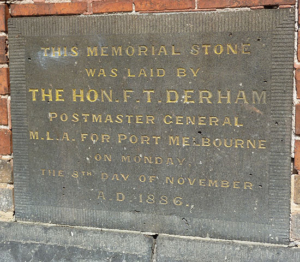 THIS MEMORIAL STONE
WAS LAID BY
THE HON. F. T. DERHAM
POSTMASTER GENERAL
M.L.A. FOR PORT MELBOURNE
ON MONDAY,
THE 8TH DAY OF NOVEMBER
A.D. 1886.